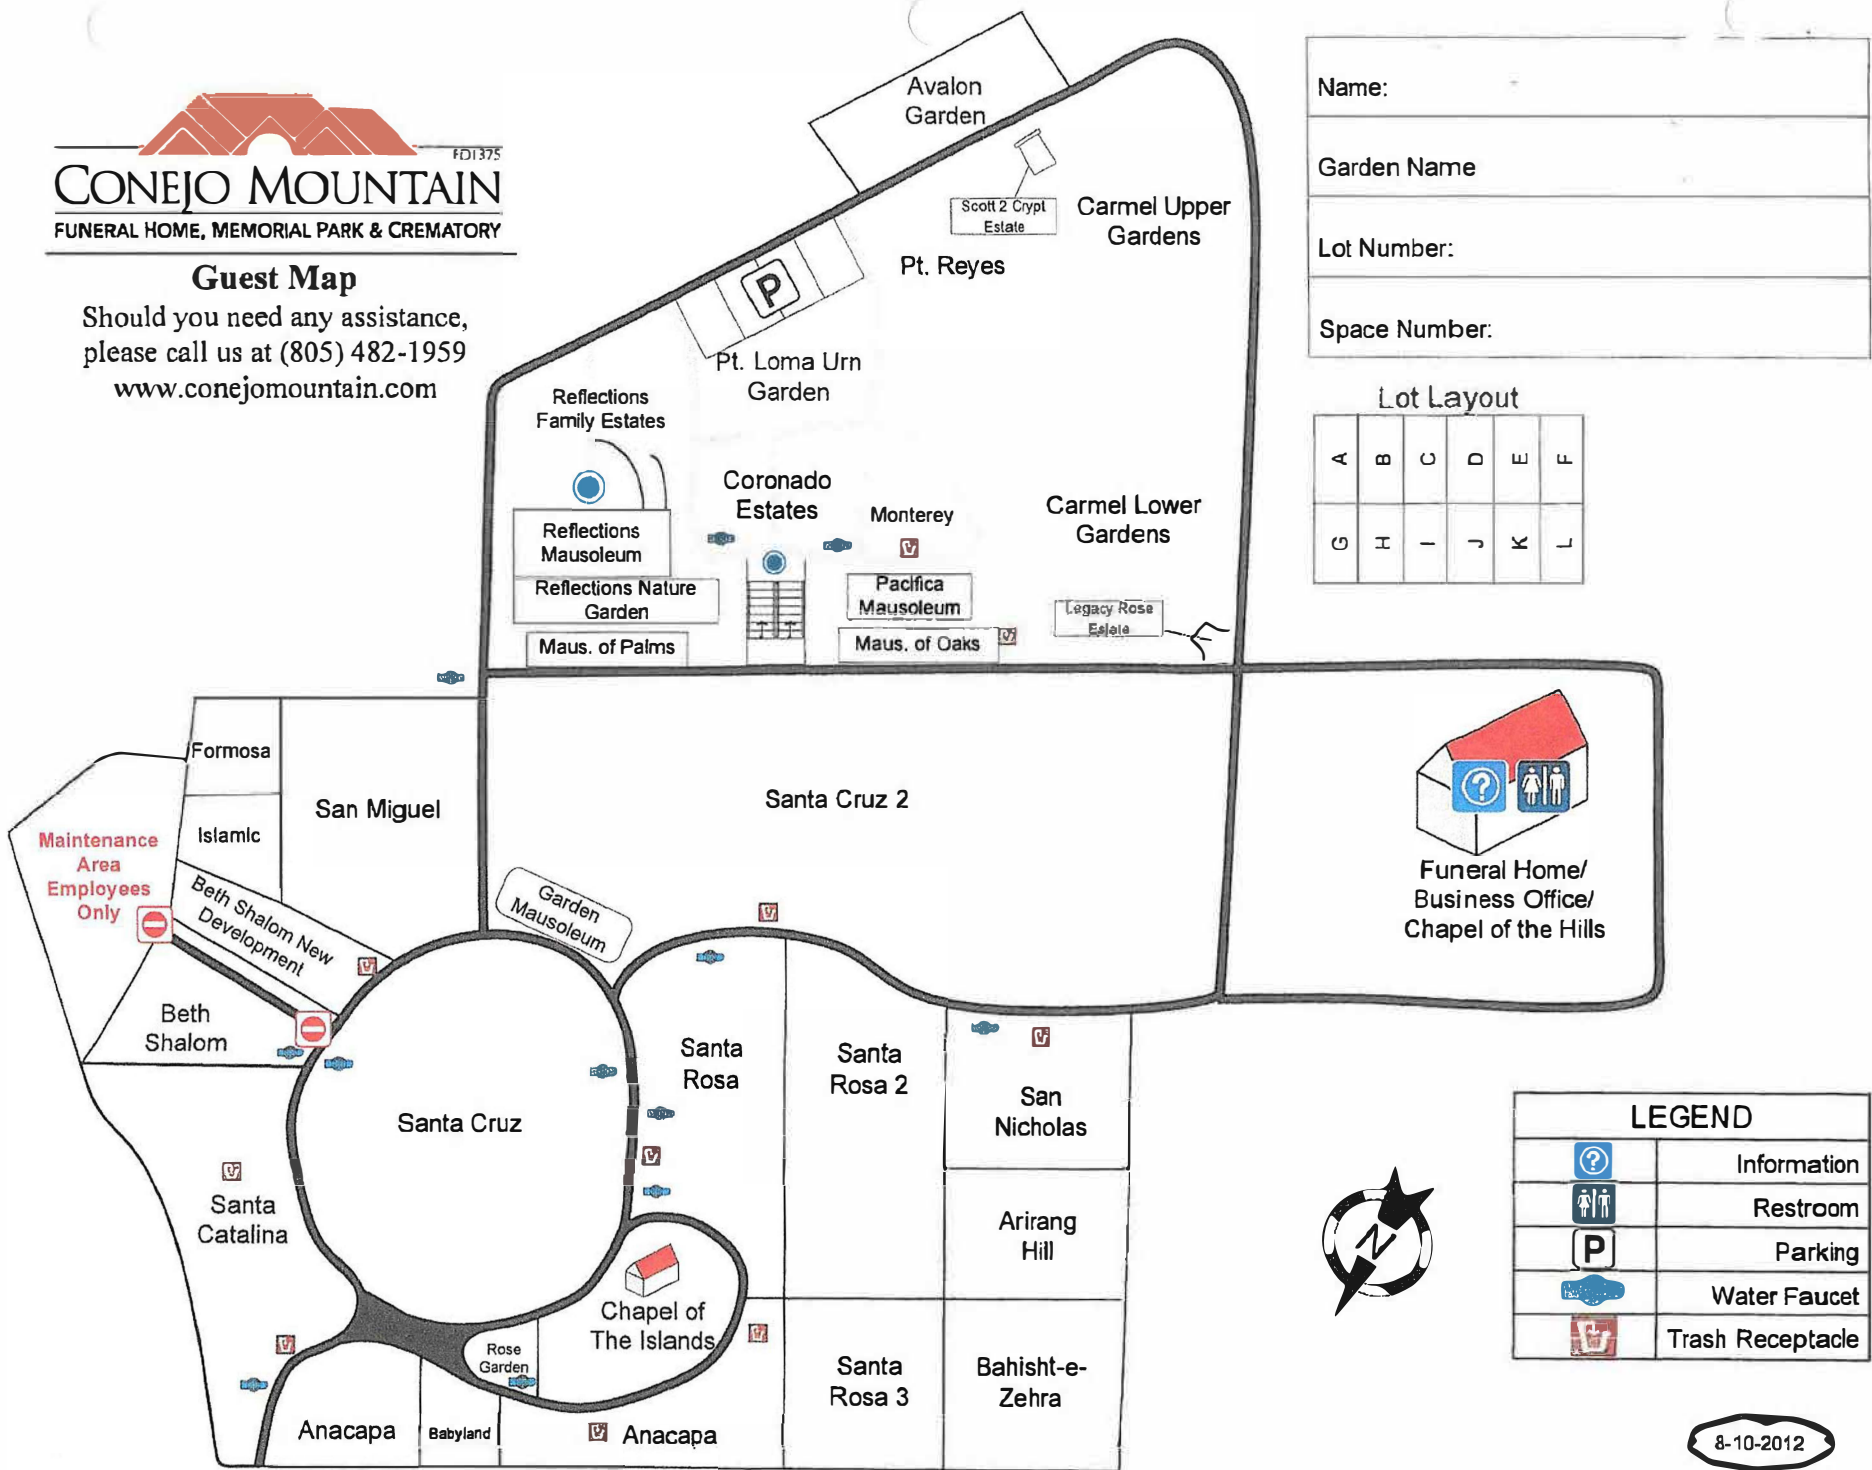 FD1375
CONEJO MOUNTAIN
FUNERAL HOME, MEMORIAL PARK & CREMATORY
Guest Map
Should you need any assistance,
please call us at (805) 482-1959
www.conejomountain.com
Avalon
Garden
Scott 2 Crypt
Estate
Carmel Upper
Gardens
Pt. Reyes
P
Pt. Loma Urn
Garden
Reflections
Family Estates
Coronado
Estates
Monterey
Carmel Lower
Gardens
Reflections
Mausoleum
Reflections Nature
Garden
Maus. of Palms
Pacifica
Mausoleum
Maus. of Oaks
Legacy Rose
Estate
Name:
Garden Name
Lot Number:
Space Number:
Lot Layout
A B C D E F
G H I J K L
Formosa
Islamic
San Miguel
Santa Cruz 2
Maintenance
Area
Employees
Only
Beth Shalom New
Development
Garden
Mausoleum
?
Funeral Home/
Business Office/
Chapel of the Hills
Beth
Shalom
Santa Cruz
Santa
Rosa
Santa
Rosa 2
San
Nicholas
Santa
Catalina
Arirang
Hill
Chapel of
The Islands
Rose
Garden
Santa
Rosa 3
Bahisht-e-
Zehra
Anacapa
Babyland
Anacapa
N
LEGEND
? Information
Restroom
P Parking
Water Faucet
Trash Receptacle
8-10-2012